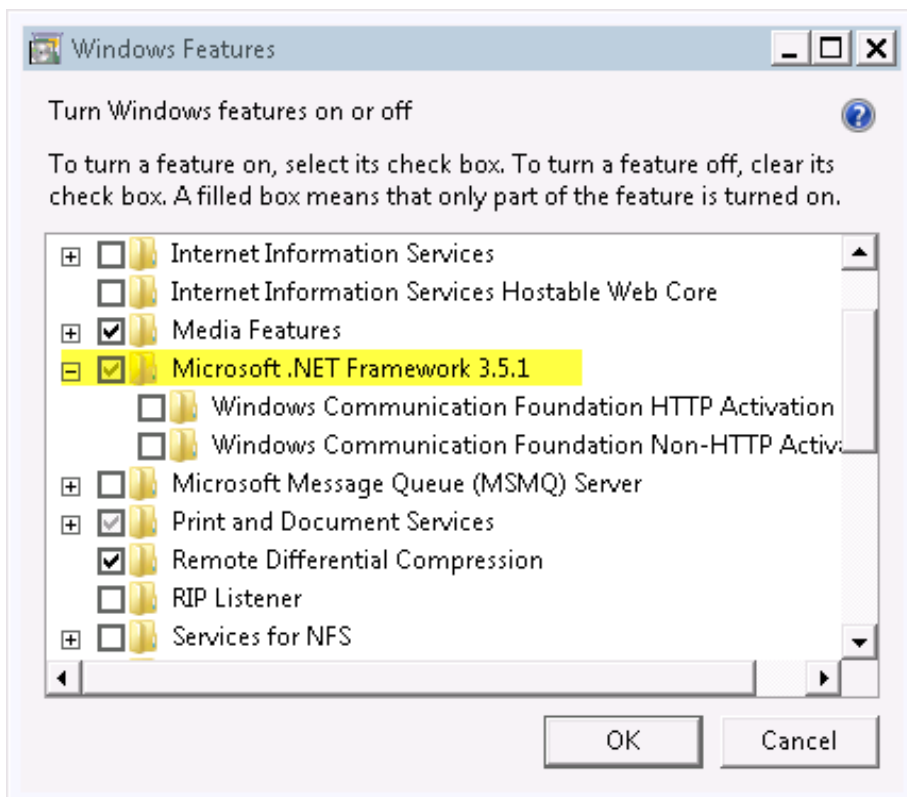 Windows Features
Turn Windows features on or off
To turn a feature on, select its check box. To turn a feature off, clear its
check box. A filled box means that only part of the feature is turned on.
Internet Information Services
Internet Information Services Hostable Web Core
Media Features
Microsoft .NET Framework 3.5.1
Windows Communication Foundation HTTP Activation
Windows Communication Foundation Non-HTTP Activa
Microsoft Message Queue (MSMQ) Server
Print and Document Services
Remote Differential Compression
RIP Listener
Services for NFS
OK Cancel